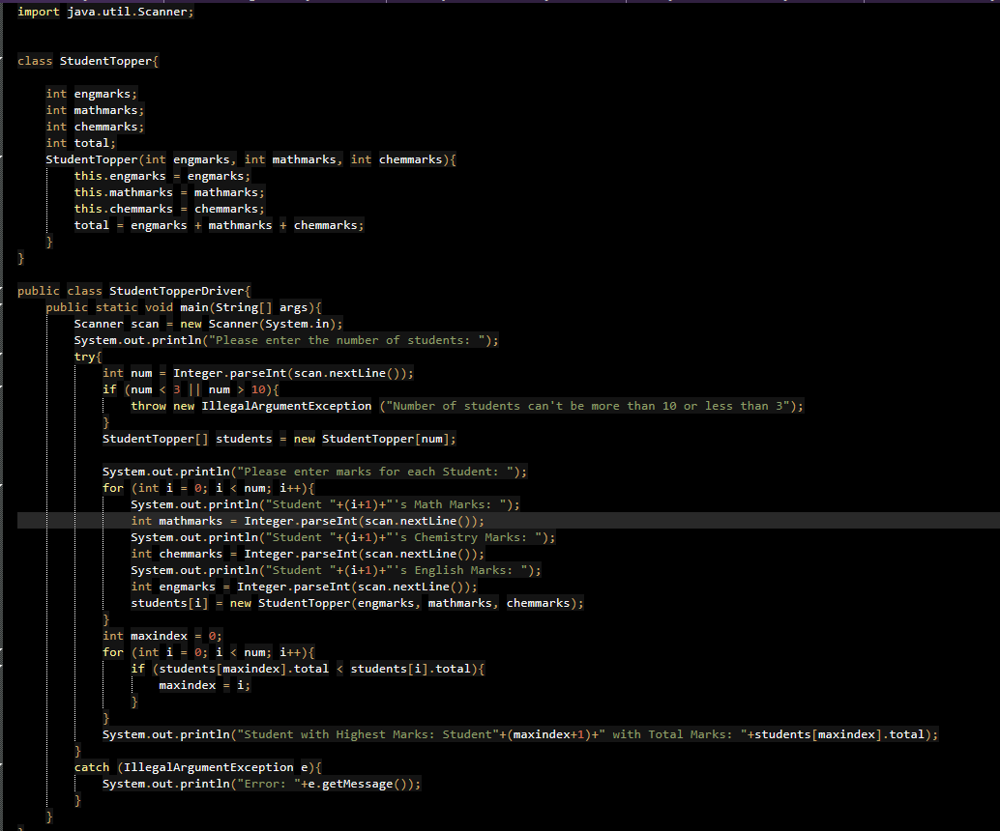 import java.util.Scanner;
class StudentTopper{
int engmarks;
int mathmarks;
int chemmarks;
int total;
StudentTopper(int engmarks, int mathmarks, int chemmarks){
this.engmarks = engmarks;
this.mathmarks = mathmarks;
this.chemmarks = chemmarks;
total = engmarks + mathmarks + chemmarks;
}
}
public class StudentTopperDriver{
public static void main(String[] args){
Scanner scan = new Scanner(System.in);
System.out.println("Please enter the number of students: ");
try{
int num = Integer.parseInt(scan.nextLine());
if (num < 3 || num > 10){
throw new IllegalArgumentException ("Number of students can't be more than 10 or less than 3");
}
StudentTopper[] students = new StudentTopper[num];
System.out.println("Please enter marks for each Student: ");
for (int i = 0; i < num; i++){
System.out.println("Student "+(i+1)+"'s Math Marks: ");
int mathmarks = Integer.parseInt(scan.nextLine());
System.out.println("Student "+(i+1)+"'s Chemistry Marks: ");
int chemmarks = Integer.parseInt(scan.nextLine());
System.out.println("Student "+(i+1)+"'s English Marks: ");
int engmarks = Integer.parseInt(scan.nextLine());
students[i] = new StudentTopper(engmarks, mathmarks, chemmarks);
}
int maxindex = 0;
for (int i = 0; i < num; i++){
if (students[maxindex].total < students[i].total){
maxindex = i;
}
}
System.out.println("Student with Highest Marks: Student"+(maxindex+1)+" with Total Marks: "+students[maxindex].total);
}
catch (IllegalArgumentException e){
System.out.println("Error: "+e.getMessage());
}
}